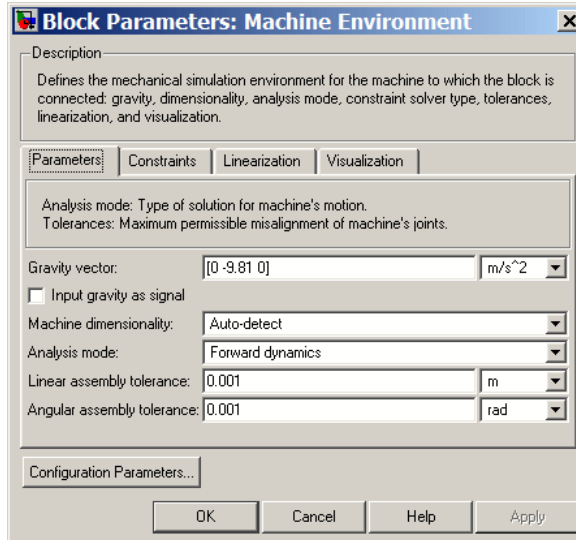 Block Parameters: Machine Environment
Description
Defines the mechanical simulation environment for the machine to which the block is
connected: gravity, dimensionality, analysis mode, constraint solver type, tolerances,
linearization, and visualization.
Parameters Constraints Linearization Visualization
Analysis mode: Type of solution for machine's motion.
Tolerances: Maximum permissible misalignment of machine's joints.
Gravity vector: [0 -9.81 0] m/s^2
Input gravity as signal
Machine dimensionality: Auto-detect
Analysis mode: Forward dynamics
Linear assembly tolerance: 0.001 m
Angular assembly tolerance: 0.001 rad
Configuration Parameters...
OK Cancel Help Apply